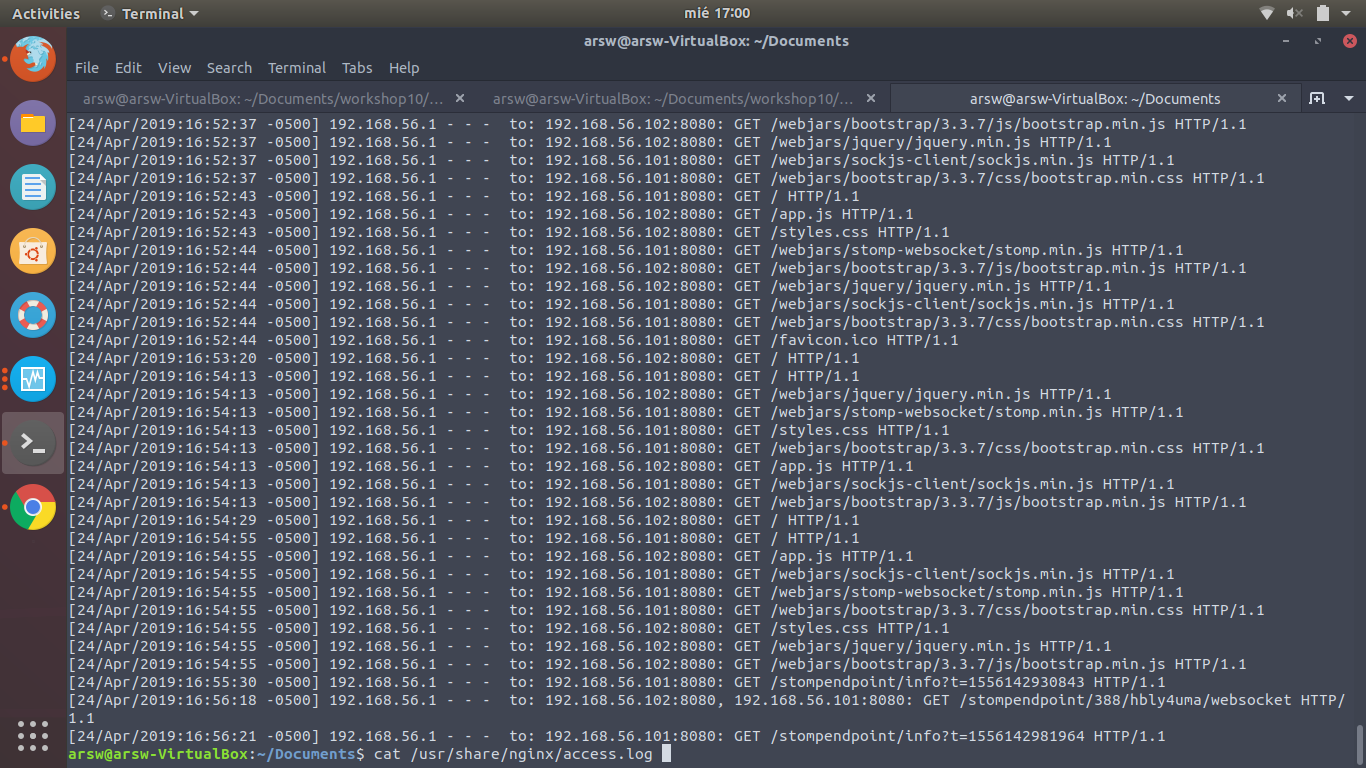 Activities Terminal mié 17:00
arsw@arsw-VirtualBox: ~/Documents
File Edit View Search Terminal Tabs Help
arsw@arsw-VirtualBox: ~/Documents/workshop10/... arsw@arsw-VirtualBox: ~/Documents/workshop10/... arsw@arsw-VirtualBox: ~/Documents
[24/Apr/2019:16:52:37 -0500] 192.168.56.1 - - -  to: 192.168.56.102:8080: GET /webjars/bootstrap/3.3.7/js/bootstrap.min.js HTTP/1.1
[24/Apr/2019:16:52:37 -0500] 192.168.56.1 - - -  to: 192.168.56.102:8080: GET /webjars/jquery/jquery.min.js HTTP/1.1
[24/Apr/2019:16:52:37 -0500] 192.168.56.1 - - -  to: 192.168.56.101:8080: GET /webjars/sockjs-client/sockjs.min.js HTTP/1.1
[24/Apr/2019:16:52:37 -0500] 192.168.56.1 - - -  to: 192.168.56.101:8080: GET /webjars/bootstrap/3.3.7/css/bootstrap.min.css HTTP/1.1
[24/Apr/2019:16:52:43 -0500] 192.168.56.1 - - -  to: 192.168.56.101:8080: GET / HTTP/1.1
[24/Apr/2019:16:52:43 -0500] 192.168.56.1 - - -  to: 192.168.56.102:8080: GET /app.js HTTP/1.1
[24/Apr/2019:16:52:43 -0500] 192.168.56.1 - - -  to: 192.168.56.101:8080: GET /styles.css HTTP/1.1
[24/Apr/2019:16:52:44 -0500] 192.168.56.1 - - -  to: 192.168.56.101:8080: GET /webjars/stomp-websocket/stomp.min.js HTTP/1.1
[24/Apr/2019:16:52:44 -0500] 192.168.56.1 - - -  to: 192.168.56.102:8080: GET /webjars/bootstrap/3.3.7/js/bootstrap.min.js HTTP/1.1
[24/Apr/2019:16:52:44 -0500] 192.168.56.1 - - -  to: 192.168.56.102:8080: GET /webjars/jquery/jquery.min.js HTTP/1.1
[24/Apr/2019:16:52:44 -0500] 192.168.56.1 - - -  to: 192.168.56.101:8080: GET /webjars/sockjs-client/sockjs.min.js HTTP/1.1
[24/Apr/2019:16:52:44 -0500] 192.168.56.1 - - -  to: 192.168.56.101:8080: GET /webjars/bootstrap/3.3.7/css/bootstrap.min.css HTTP/1.1
[24/Apr/2019:16:52:44 -0500] 192.168.56.1 - - -  to: 192.168.56.101:8080: GET /favicon.ico HTTP/1.1
[24/Apr/2019:16:53:20 -0500] 192.168.56.1 - - -  to: 192.168.56.102:8080: GET / HTTP/1.1
[24/Apr/2019:16:54:13 -0500] 192.168.56.1 - - -  to: 192.168.56.101:8080: GET / HTTP/1.1
[24/Apr/2019:16:54:13 -0500] 192.168.56.1 - - -  to: 192.168.56.102:8080: GET /webjars/jquery/jquery.min.js HTTP/1.1
[24/Apr/2019:16:54:13 -0500] 192.168.56.1 - - -  to: 192.168.56.101:8080: GET /webjars/stomp-websocket/stomp.min.js HTTP/1.1
[24/Apr/2019:16:54:13 -0500] 192.168.56.1 - - -  to: 192.168.56.102:8080: GET /styles.css HTTP/1.1
[24/Apr/2019:16:54:13 -0500] 192.168.56.1 - - -  to: 192.168.56.101:8080: GET /webjars/bootstrap/3.3.7/css/bootstrap.min.css HTTP/1.1
[24/Apr/2019:16:54:13 -0500] 192.168.56.1 - - -  to: 192.168.56.102:8080: GET /app.js HTTP/1.1
[24/Apr/2019:16:54:13 -0500] 192.168.56.1 - - -  to: 192.168.56.101:8080: GET /webjars/sockjs-client/sockjs.min.js HTTP/1.1
[24/Apr/2019:16:54:13 -0500] 192.168.56.1 - - -  to: 192.168.56.102:8080: GET /webjars/bootstrap/3.3.7/js/bootstrap.min.js HTTP/1.1
[24/Apr/2019:16:54:29 -0500] 192.168.56.1 - - -  to: 192.168.56.102:8080: GET / HTTP/1.1
[24/Apr/2019:16:54:55 -0500] 192.168.56.1 - - -  to: 192.168.56.101:8080: GET / HTTP/1.1
[24/Apr/2019:16:54:55 -0500] 192.168.56.1 - - -  to: 192.168.56.102:8080: GET /app.js HTTP/1.1
[24/Apr/2019:16:54:55 -0500] 192.168.56.1 - - -  to: 192.168.56.101:8080: GET /webjars/sockjs-client/sockjs.min.js HTTP/1.1
[24/Apr/2019:16:54:55 -0500] 192.168.56.1 - - -  to: 192.168.56.101:8080: GET /webjars/stomp-websocket/stomp.min.js HTTP/1.1
[24/Apr/2019:16:54:55 -0500] 192.168.56.1 - - -  to: 192.168.56.101:8080: GET /webjars/bootstrap/3.3.7/css/bootstrap.min.css HTTP/1.1
[24/Apr/2019:16:54:55 -0500] 192.168.56.1 - - -  to: 192.168.56.102:8080: GET /styles.css HTTP/1.1
[24/Apr/2019:16:54:55 -0500] 192.168.56.1 - - -  to: 192.168.56.102:8080: GET /webjars/jquery/jquery.min.js HTTP/1.1
[24/Apr/2019:16:54:55 -0500] 192.168.56.1 - - -  to: 192.168.56.102:8080: GET /webjars/bootstrap/3.3.7/js/bootstrap.min.js HTTP/1.1
[24/Apr/2019:16:55:30 -0500] 192.168.56.1 - - -  to: 192.168.56.101:8080: GET /stompendpoint/info?t=1556142930843 HTTP/1.1
[24/Apr/2019:16:56:18 -0500] 192.168.56.1 - - -  to: 192.168.56.102:8080, 192.168.56.101:8080: GET /stompendpoint/388/hbly4uma/websocket HTTP/
1.1
[24/Apr/2019:16:56:21 -0500] 192.168.56.1 - - -  to: 192.168.56.101:8080: GET /stompendpoint/info?t=1556142981964 HTTP/1.1
arsw@arsw-VirtualBox:~/Documents$ cat /usr/share/nginx/access.log